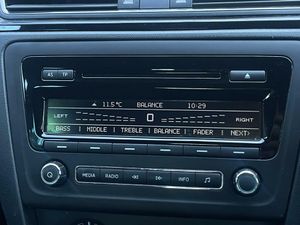 AS TP
▲ 11.5°C BALANCE 10:29
LEFT 0 RIGHT
BASS | MIDDLE | TREBLE | BALANCE | FADER | NEXT>
MEDIA RADIO INFO